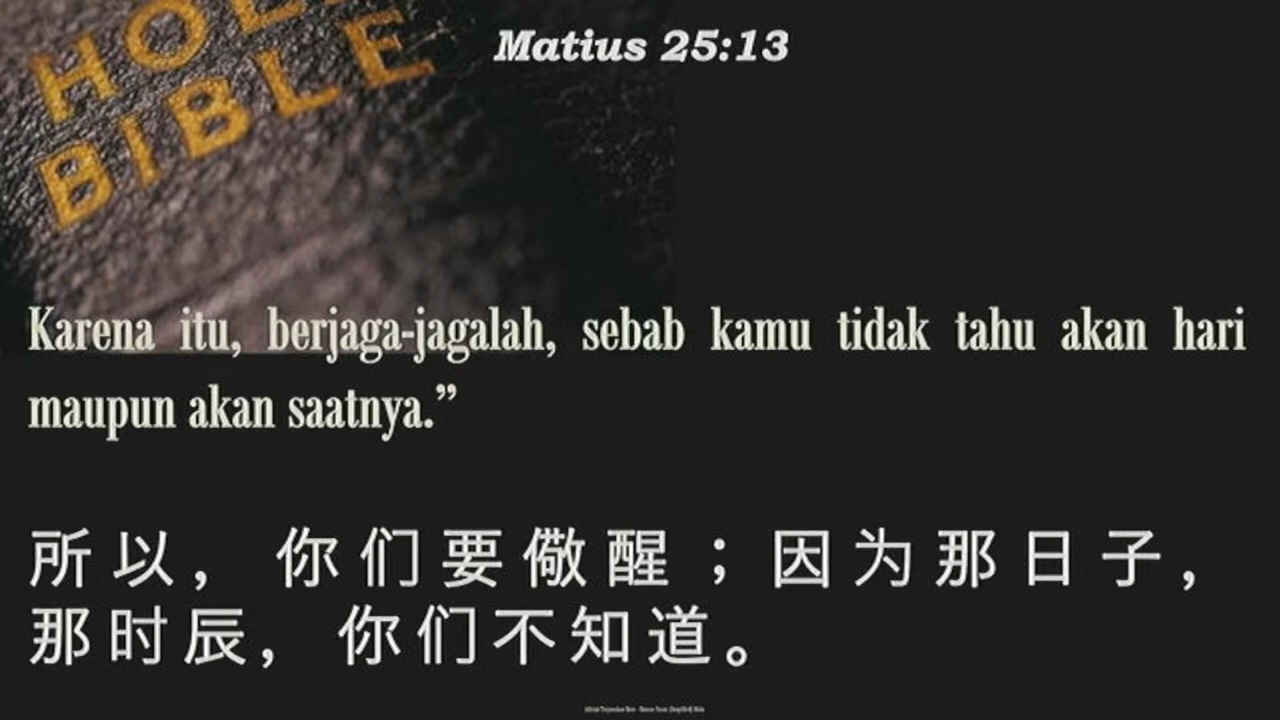 HOL
BIBLE
Matius 25:13
Karena itu, berjaga-jagalah, sebab kamu tidak tahu akan hari
maupun akan saatnya.”
所以，你们要儆醒；因为那日子，
那时辰，你们不知道。